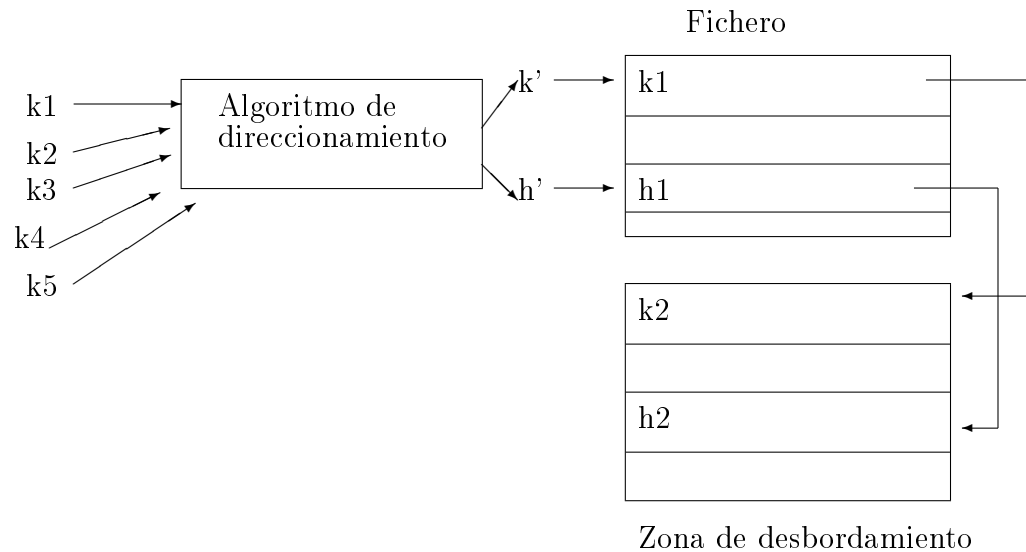 Fichero
k1
k2
k3
k4
k5
Algoritmo de
direccionamiento
k'
h'
k1
h1
k2
h2
Zona de desbordamiento